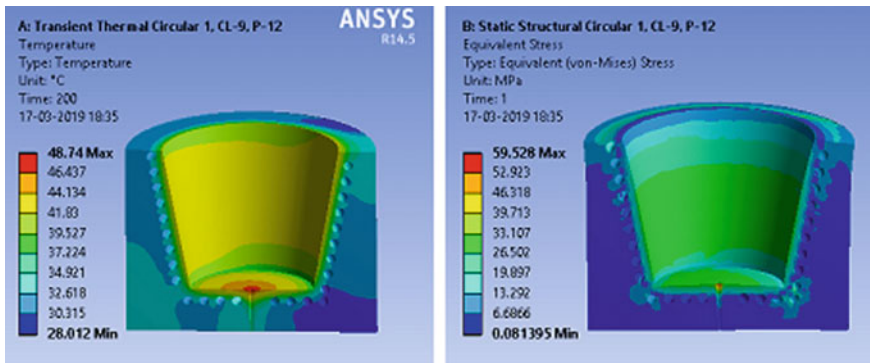 A: Transient Thermal Circular 1, CL-9, P-12
Temperature
Type: Temperature
Unit: °C
Time: 200
17-03-2019 18:35
ANSYS
R14.5
48.74 Max
46.437
44.134
41.83
39.527
37.224
34.921
32.618
30.315
28.012 Min
B: Static Structural Circular 1, CL-9, P-12
Equivalent Stress
Type: Equivalent (von-Mises) Stress
Unit: MPa
Time: 1
17-03-2019 18:35
59.528 Max
52.923
46.318
39.713
33.107
26.502
19.897
13.292
6.6866
0.081395 Min